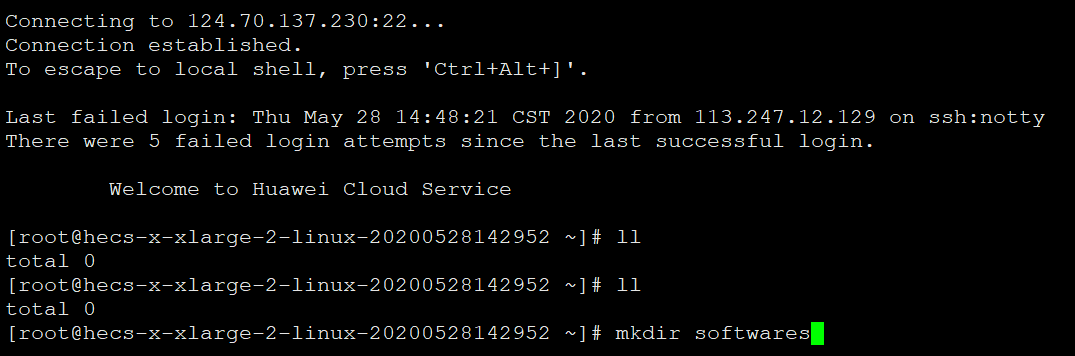 Connecting to 124.70.137.230:22...
Connection established.
To escape to local shell, press 'Ctrl+Alt+]'.
Last failed login: Thu May 28 14:48:21 CST 2020 from 113.247.12.129 on ssh:notty
There were 5 failed login attempts since the last successful login.
Welcome to Huawei Cloud Service
[root@hecs-x-xlarge-2-linux-20200528142952 ~]# ll
total 0
[root@hecs-x-xlarge-2-linux-20200528142952 ~]# ll
total 0
[root@hecs-x-xlarge-2-linux-20200528142952 ~]# mkdir softwares